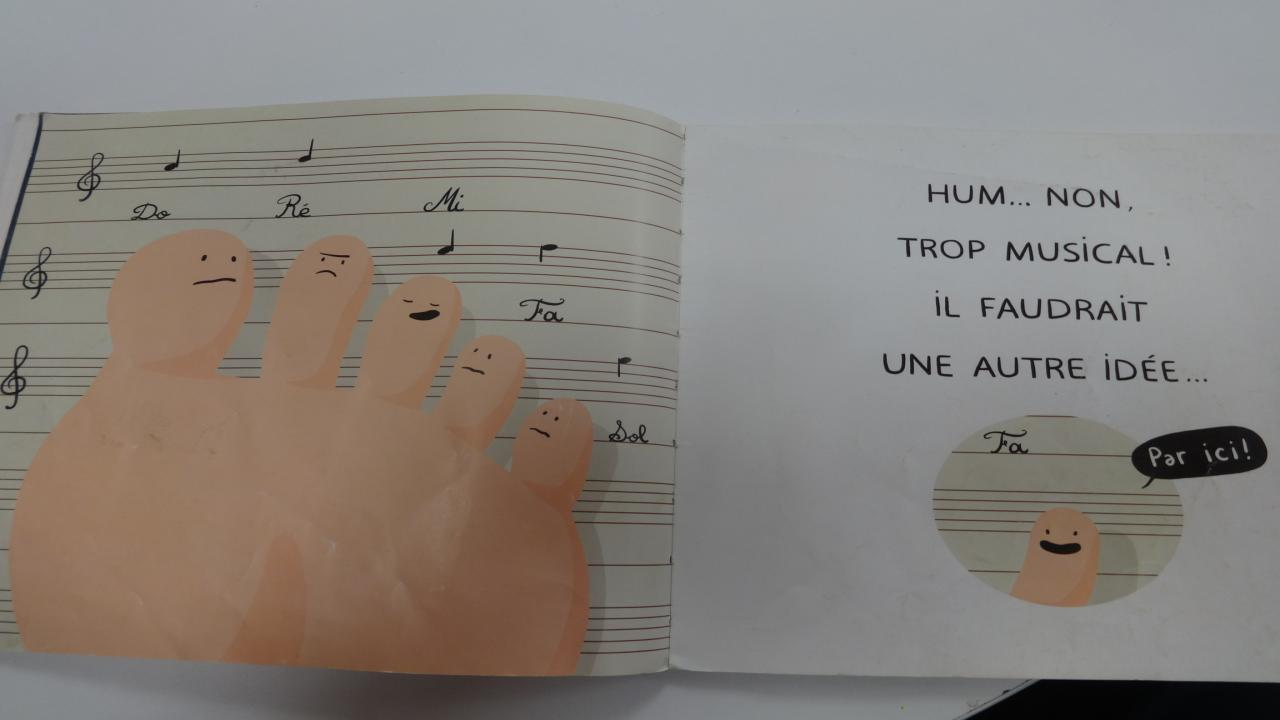 Do Ré Mi
Fa
Sol
HUM... NON,
TROP MUSICAL !
IL FAUDRAIT
UNE AUTRE IDÉE...
Fa
Par ici!